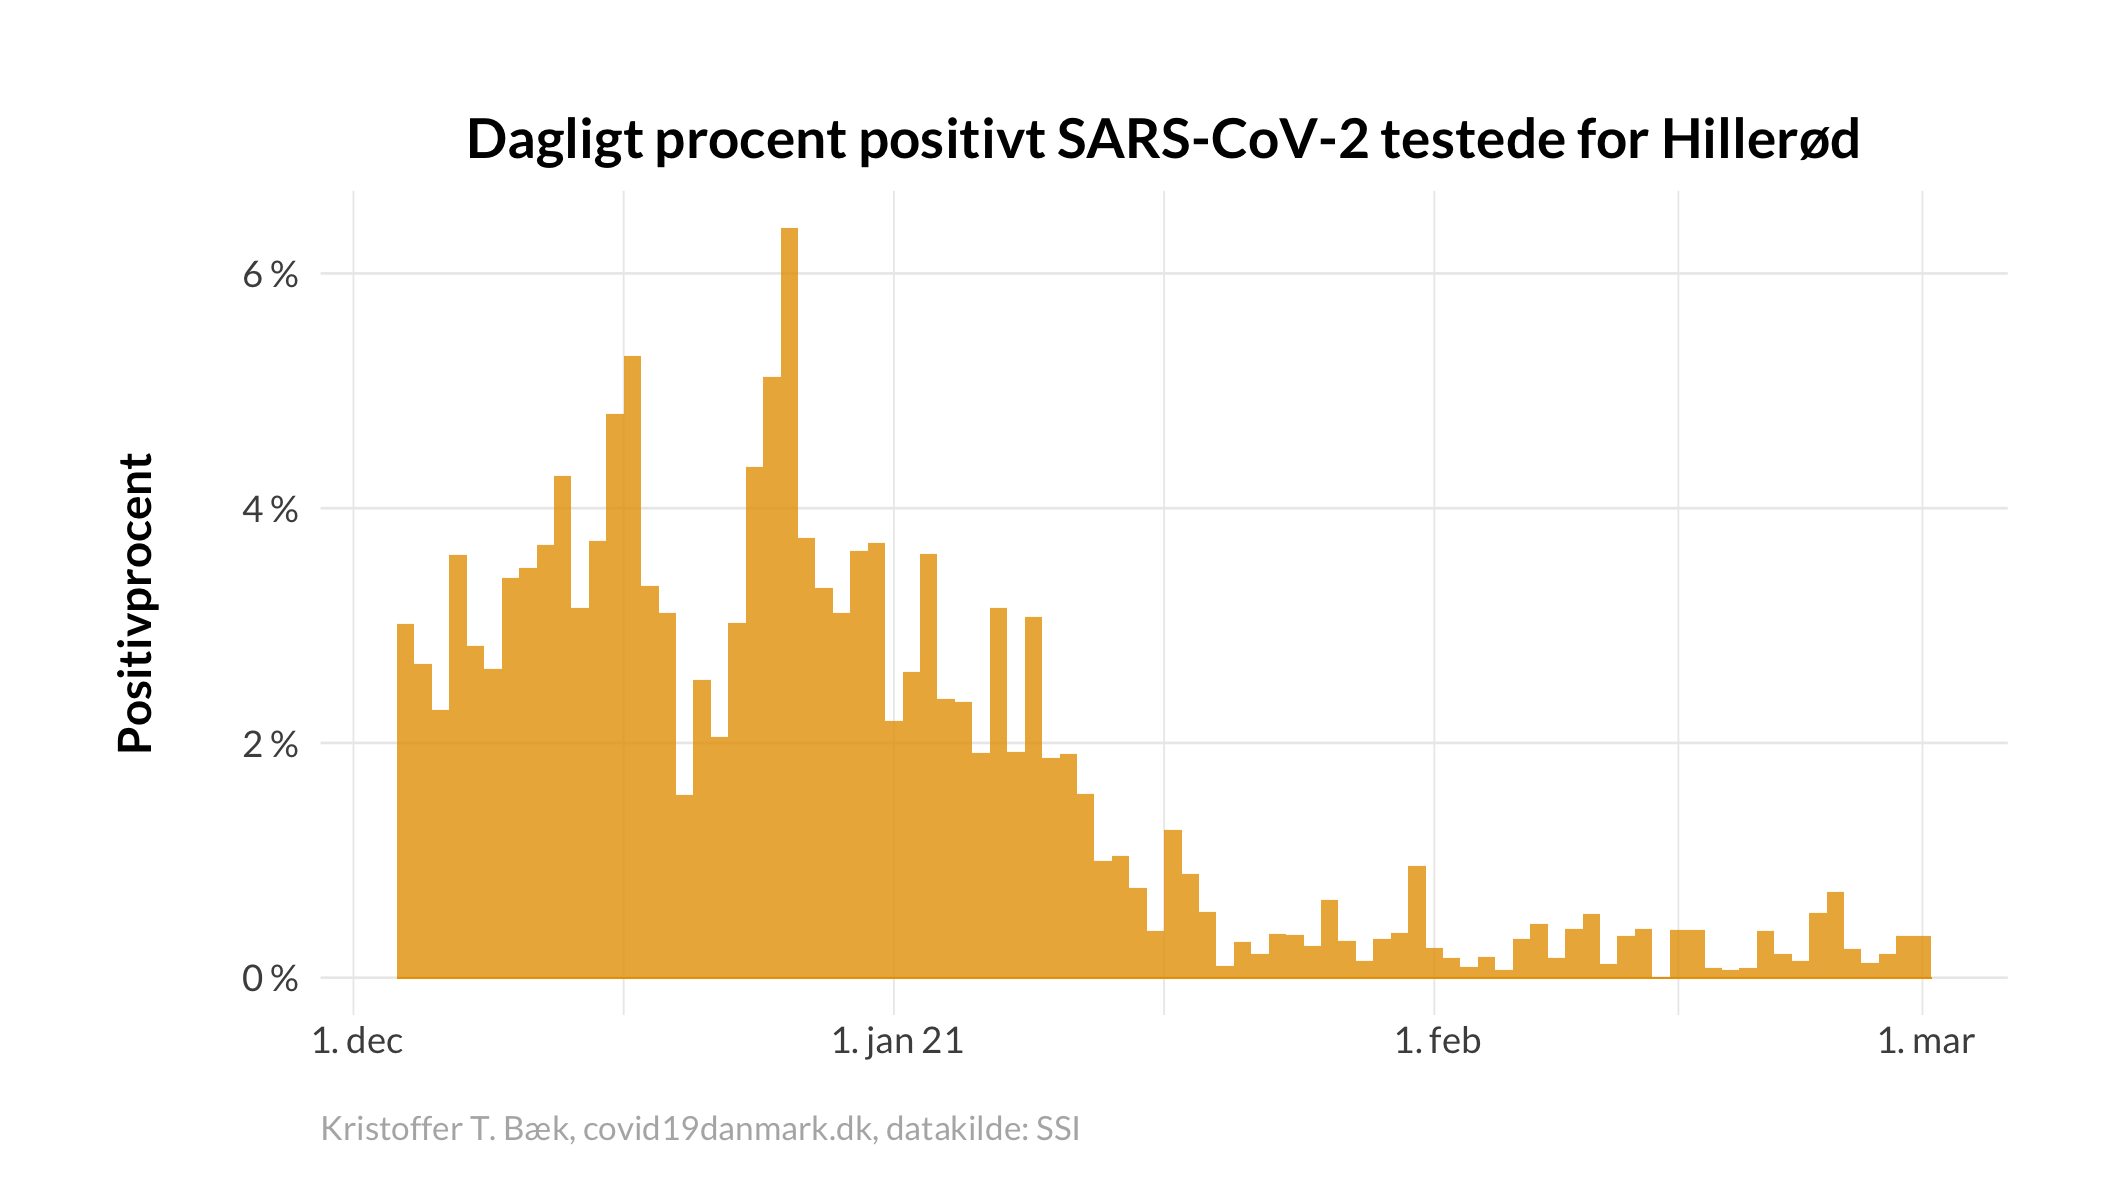 Dagligt procent positivt SARS-CoV-2 testede for Hillerød
Positivprocent
6 %
4 %
2 %
0 %
1. dec
1. jan 21
1. feb
1. mar
Kristoffer T. Bæk, covid19danmark.dk, datakilde: SSI